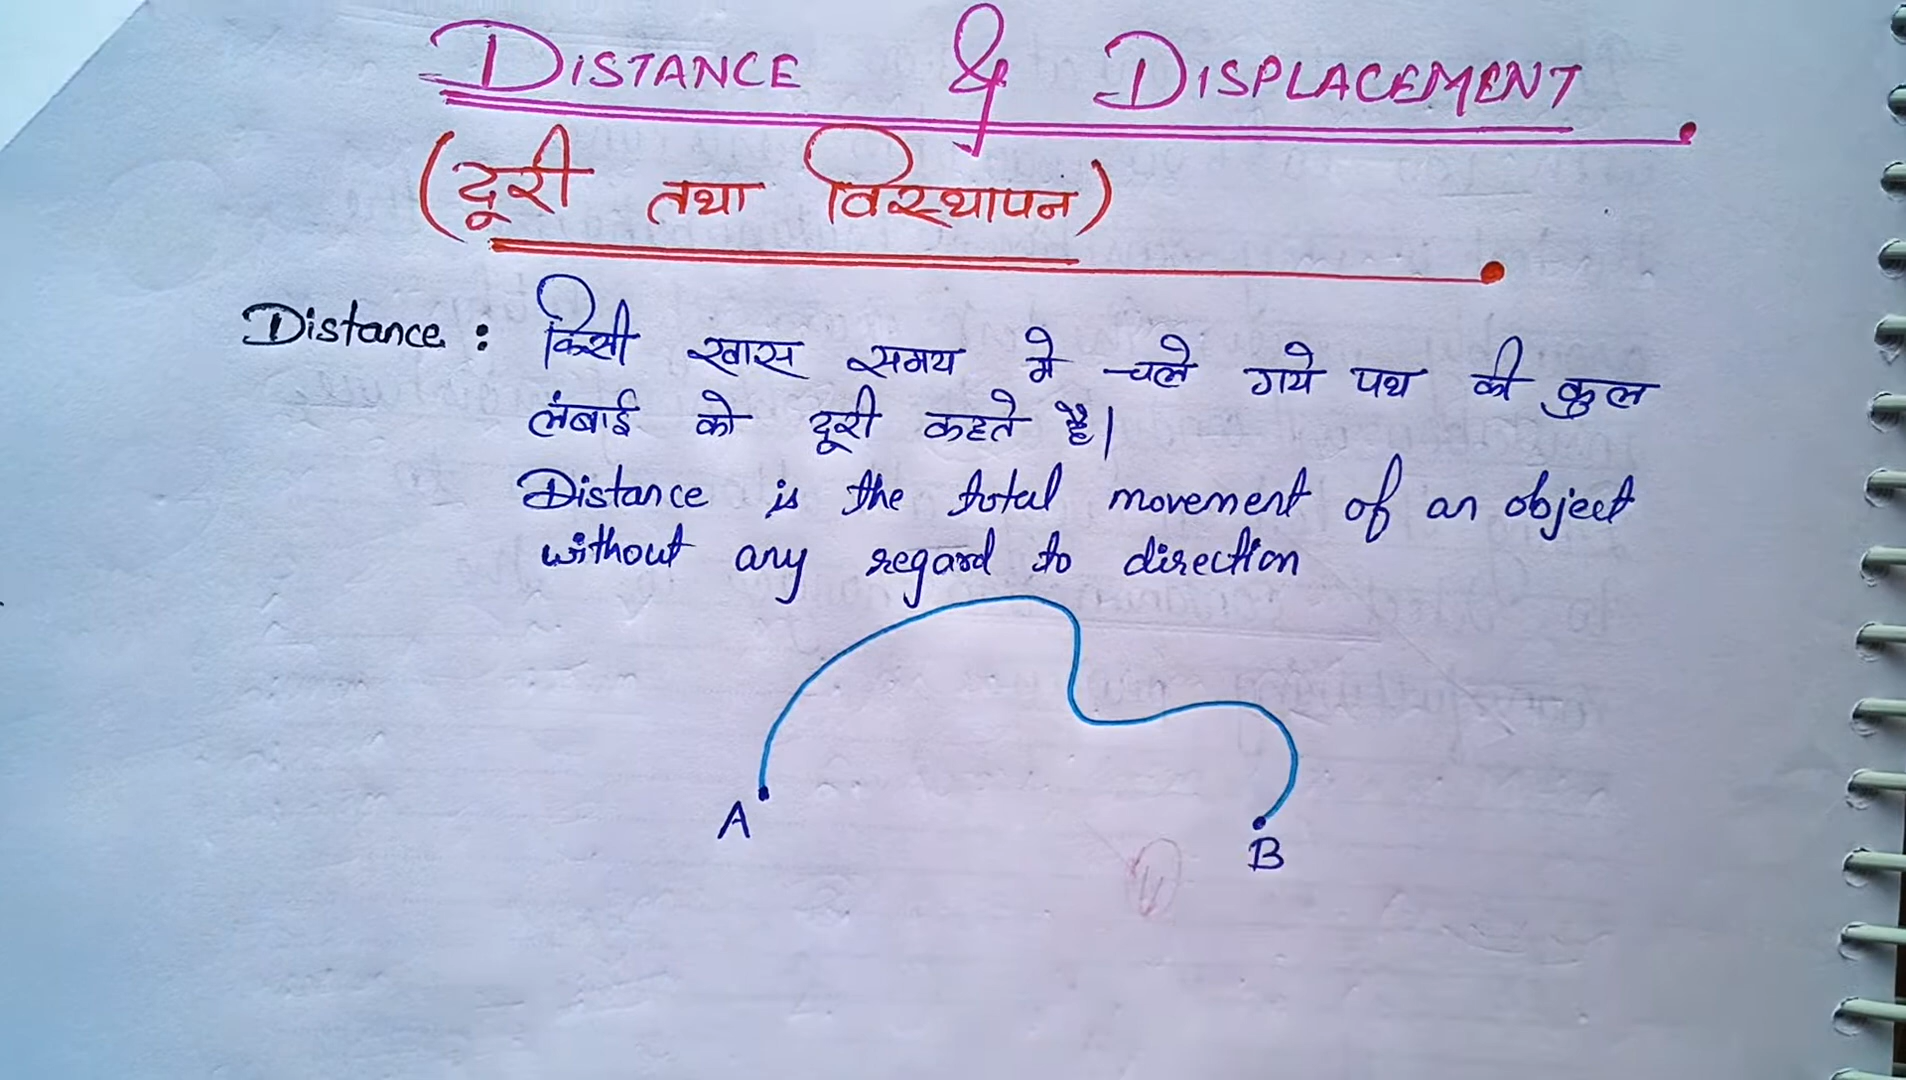 DISTANCE & DISPLACEMENT
(दूरी तथा विस्थापन)
Distance : किसी खास समय मे चले गये पथ की कुल
लंबाई को दूरी कहते है।
Distance is the total movement of an object
without any regard to direction
A
B